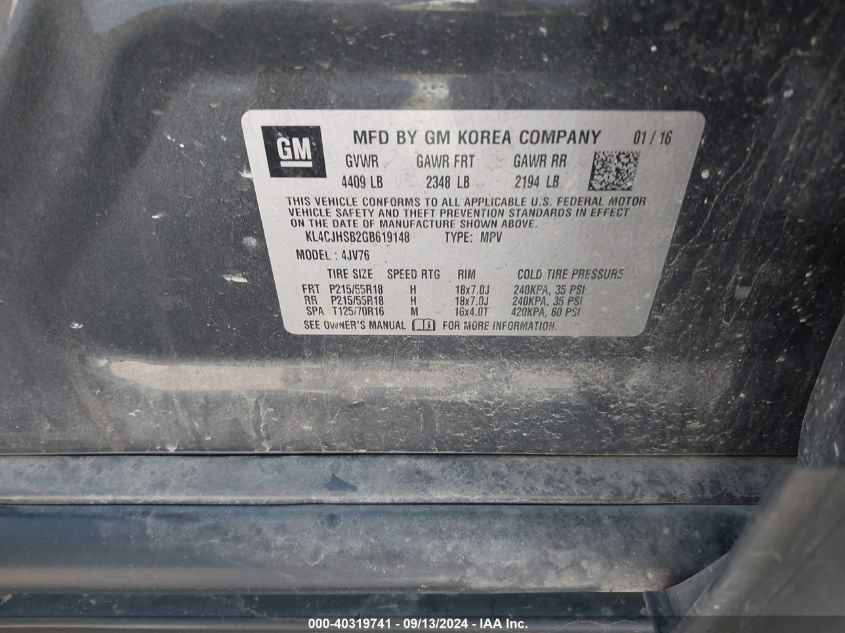 GM
MFD BY GM KOREA COMPANY 01 / 16
GVWR GAWR FRT GAWR RR
4409 LB 2348 LB 2194 LB
THIS VEHICLE CONFORMS TO ALL APPLICABLE U.S. FEDERAL MOTOR
VEHICLE SAFETY AND THEFT PREVENTION STANDARDS IN EFFECT
ON THE DATE OF MANUFACTURE SHOWN ABOVE.
KL4CJHSB2GB619148 TYPE: MPV
MODEL : 4JV76
TIRE SIZE SPEED RTG RIM COLD TIRE PRESSURE
FRT P215/55R18 H 18x7.0J 240KPA, 35 PSI
RR P215/55R18 H 18x7.0J 240KPA, 35 PSI
SPA T125/70R16 M 16x4.0T 420KPA, 60 PSI
SEE OWNER'S MANUAL FOR MORE INFORMATION.
000-40319741 - 09/13/2024 - IAA Inc.